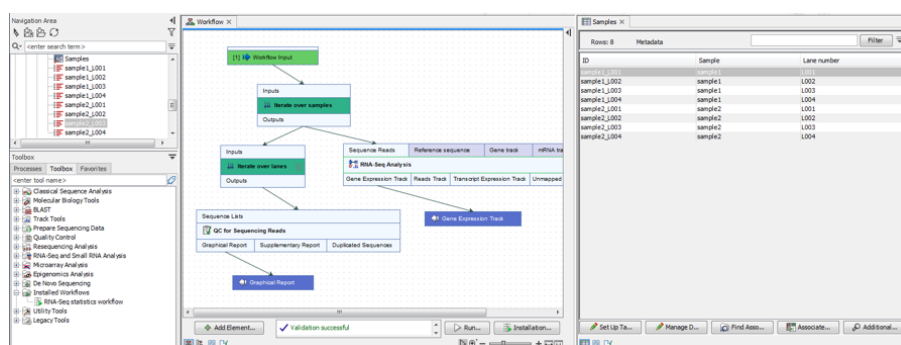 Navigation Area
<enter search term>
Samples
sample1_L001
sample1_L002
sample1_L003
sample1_L004
sample2_L001
sample2_L002
sample2_L003
sample2_L004
Toolbox
Processes Toolbox Favorites
<enter tool name>
Classical Sequence Analysis
Molecular Biology Tools
BLAST
Track Tools
Prepare Sequencing Data
Quality Control
Resequencing Analysis
RNA-Seq and Small RNA Analysis
Microarray Analysis
Epigenomics Analysis
De Novo Sequencing
Installed Workflows
RNA-Seq statistics workflow
Utility Tools
Legacy Tools
Workflow
[1] Workflow Input
Inputs
Iterate over samples
Outputs
Inputs
Iterate over lanes
Outputs
Sequence Reads Reference sequence Gene track mRNA tra
RNA-Seq Analysis
Gene Expression Track Reads Track Transcript Expression Track Unmapped
Sequence Lists
QC for Sequencing Reads
Graphical Report Supplementary Report Duplicated Sequences
Gene Expression Track
Graphical Report
Add Element... Validation successful Run... Installation...
Samples
Rows: 8 Metadata Filter
ID Sample Lane number
sample1_L001 sample1 L001
sample1_L002 sample1 L002
sample1_L003 sample1 L003
sample1_L004 sample1 L004
sample2_L001 sample2 L001
sample2_L002 sample2 L002
sample2_L003 sample2 L003
sample2_L004 sample2 L004
Set Up Ta... Manage D... Find Asso... Associate... Additional...